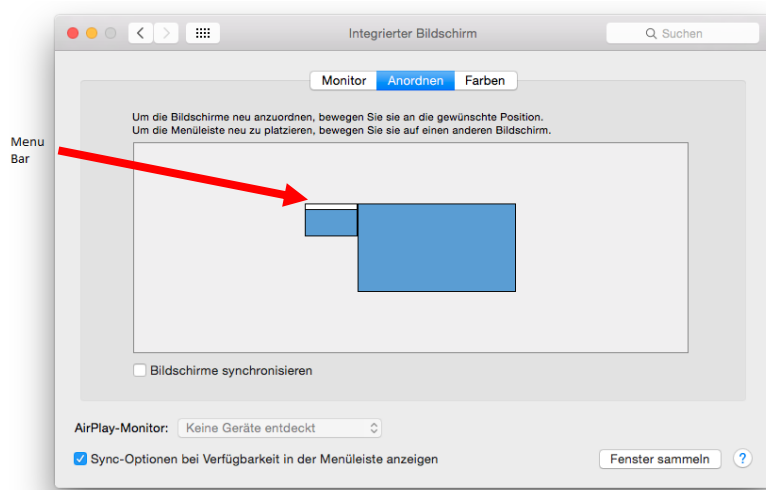 Integrierter Bildschirm
Suchen
Monitor Anordnen Farben
Um die Bildschirme neu anzuordnen, bewegen Sie sie an die gewünschte Position.
Um die Menüleiste neu zu platzieren, bewegen Sie sie auf einen anderen Bildschirm.
Menu
Bar
Bildschirme synchronisieren
AirPlay-Monitor: Keine Geräte entdeckt
Sync-Optionen bei Verfügbarkeit in der Menüleiste anzeigen
Fenster sammeln ?